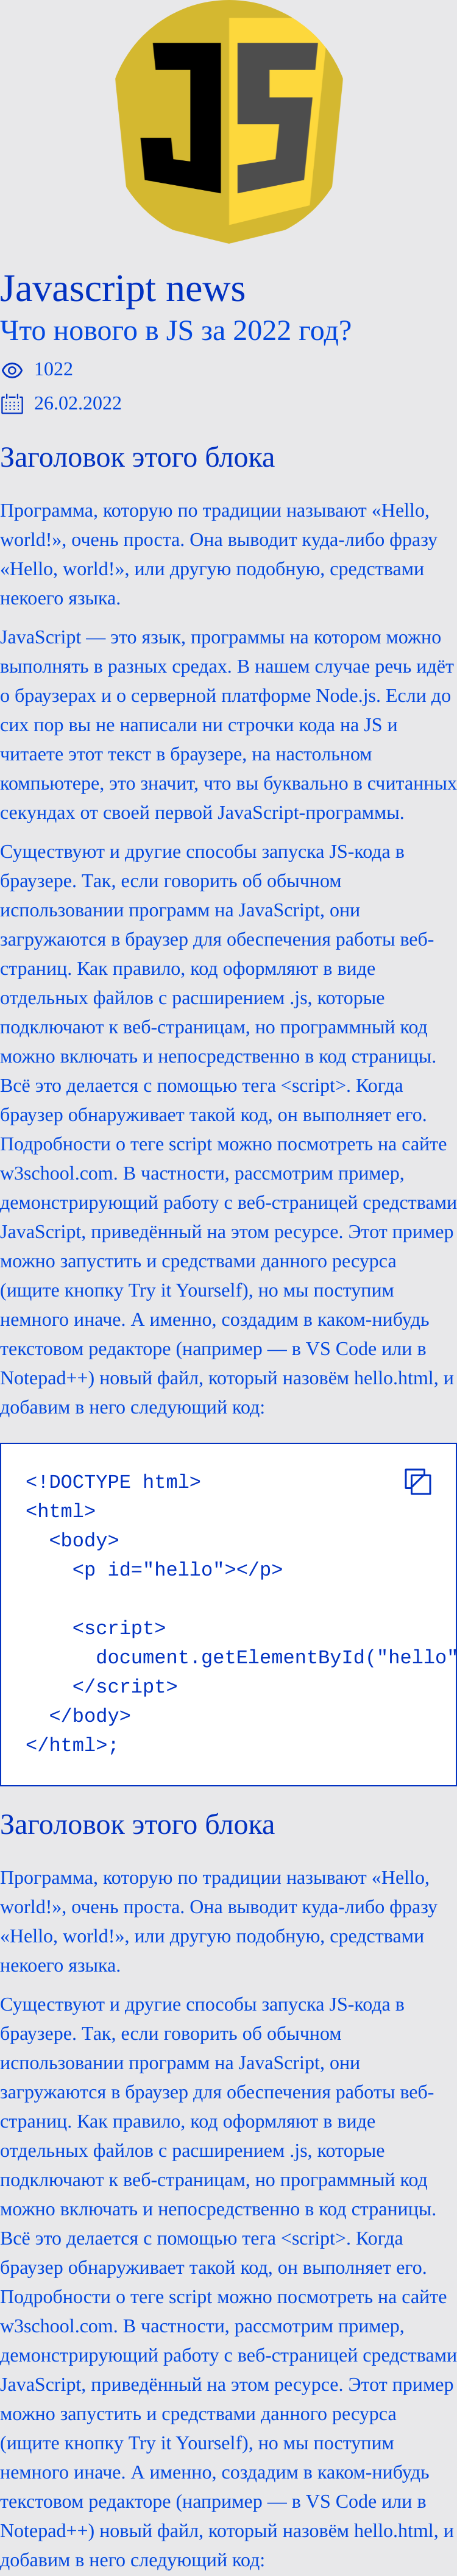 JS
Javascript news
Что нового в JS за 2022 год?
1022
26.02.2022
Заголовок этого блока
Программа, которую по традиции называют «Hello,
world!», очень проста. Она выводит куда-либо фразу
«Hello, world!», или другую подобную, средствами
некоего языка.
JavaScript — это язык, программы на котором можно
выполнять в разных средах. В нашем случае речь идёт
о браузерах и о серверной платформе Node.js. Если до
сих пор вы не написали ни строчки кода на JS и
читаете этот текст в браузере, на настольном
компьютере, это значит, что вы буквально в считанных
секундах от своей первой JavaScript-программы.
Существуют и другие способы запуска JS-кода в
браузере. Так, если говорить об обычном
использовании программ на JavaScript, они
загружаются в браузер для обеспечения работы веб-
страниц. Как правило, код оформляют в виде
отдельных файлов с расширением .js, которые
подключают к веб-страницам, но программный код
можно включать и непосредственно в код страницы.
Всё это делается с помощью тега <script>. Когда
браузер обнаруживает такой код, он выполняет его.
Подробности о теге script можно посмотреть на сайте
w3school.com. В частности, рассмотрим пример,
демонстрирующий работу с веб-страницей средствами
JavaScript, приведённый на этом ресурсе. Этот пример
можно запустить и средствами данного ресурса
(ищите кнопку Try it Yourself), но мы поступим
немного иначе. А именно, создадим в каком-нибудь
текстовом редакторе (например — в VS Code или в
Notepad++) новый файл, который назовём hello.html, и
добавим в него следующий код:
<!DOCTYPE html>
<html>
  <body>
    <p id="hello"></p>
    <script>
      document.getElementById("hello"
    </script>
  </body>
</html>;
Заголовок этого блока
Программа, которую по традиции называют «Hello,
world!», очень проста. Она выводит куда-либо фразу
«Hello, world!», или другую подобную, средствами
некоего языка.
Существуют и другие способы запуска JS-кода в
браузере. Так, если говорить об обычном
использовании программ на JavaScript, они
загружаются в браузер для обеспечения работы веб-
страниц. Как правило, код оформляют в виде
отдельных файлов с расширением .js, которые
подключают к веб-страницам, но программный код
можно включать и непосредственно в код страницы.
Всё это делается с помощью тега <script>. Когда
браузер обнаруживает такой код, он выполняет его.
Подробности о теге script можно посмотреть на сайте
w3school.com. В частности, рассмотрим пример,
демонстрирующий работу с веб-страницей средствами
JavaScript, приведённый на этом ресурсе. Этот пример
можно запустить и средствами данного ресурса
(ищите кнопку Try it Yourself), но мы поступим
немного иначе. А именно, создадим в каком-нибудь
текстовом редакторе (например — в VS Code или в
Notepad++) новый файл, который назовём hello.html, и
добавим в него следующий код: